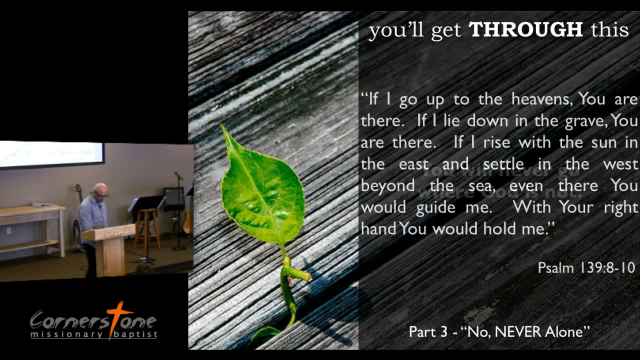 you'll get THROUGH this
“If I go up to the heavens, You are
there. If I lie down in the grave, You
are there. If I rise with the sun in
the east and settle in the west
beyond the sea, even there You
would guide me. With Your right
hand You would hold me.”
Psalm 139:8-10
Part 3 - “No, NEVER Alone”
Cornerstone
missionary baptist